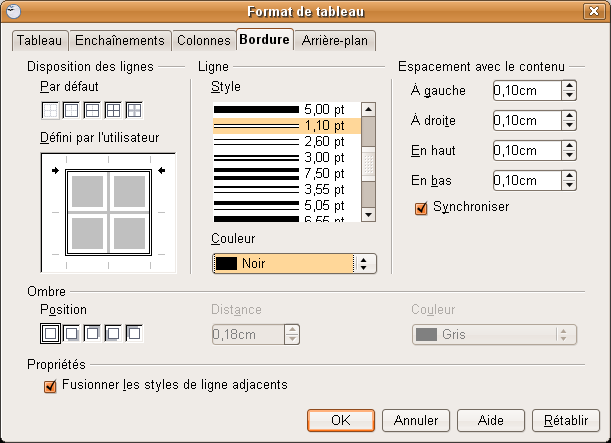 Format de tableau
Tableau Enchaînements Colonnes Bordure Arrière-plan
Disposition des lignes
Par défaut
Défini par l'utilisateur
Ligne
Style
5,00 pt
1,10 pt
2,60 pt
3,00 pt
7,50 pt
3,55 pt
5,05 pt
6,55 pt
Couleur
Noir
Espacement avec le contenu
À gauche 0,10cm
À droite 0,10cm
En haut 0,10cm
En bas 0,10cm
Synchroniser
Ombre
Position
Distance
0,18cm
Couleur
Gris
Propriétés
Fusionner les styles de ligne adjacents
OK Annuler Aide Rétablir